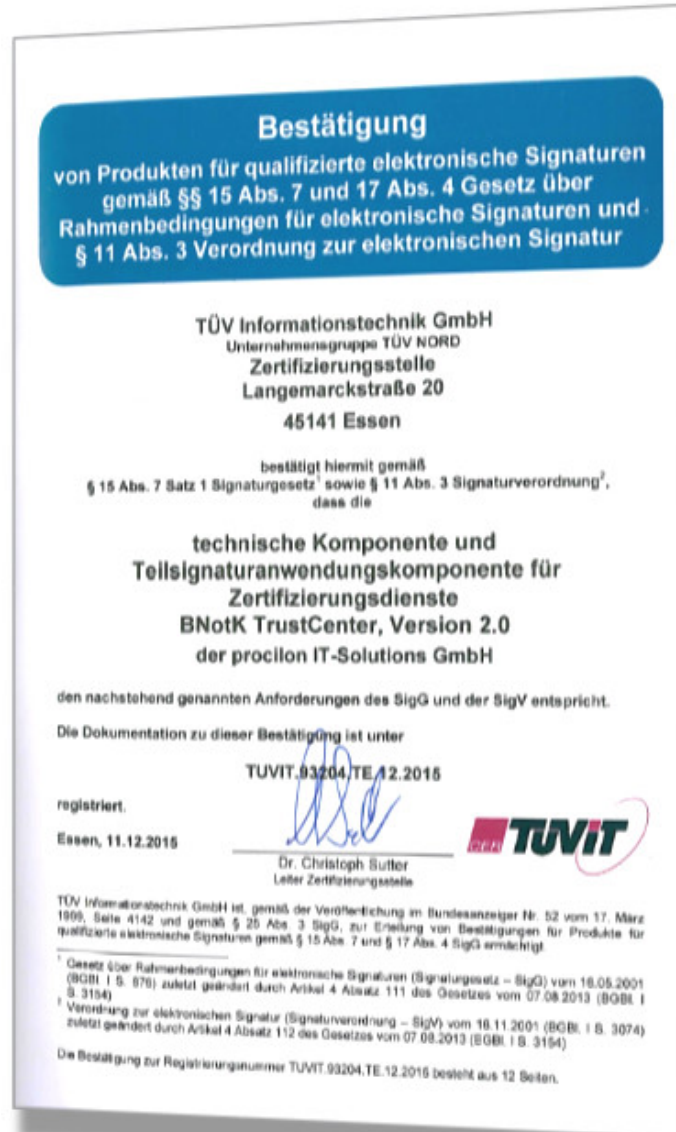 Bestätigung
von Produkten für qualifizierte elektronische Signaturen
gemäß §§ 15 Abs. 7 und 17 Abs. 4 Gesetz über
Rahmenbedingungen für elektronische Signaturen und
§ 11 Abs. 3 Verordnung zur elektronischen Signatur
TÜV Informationstechnik GmbH
Unternehmensgruppe TÜV NORD
Zertifizierungsstelle
Langemarckstraße 20
45141 Essen
bestätigt hiermit gemäß
§ 15 Abs. 7 Satz 1 Signaturgesetz¹ sowie § 11 Abs. 3 Signaturverordnung²,
dass die
technische Komponente und
Teilsignaturanwendungskomponente für
Zertifizierungsdienste
BNotK TrustCenter, Version 2.0
der procilon IT-Solutions GmbH
den nachstehend genannten Anforderungen des SigG und der SigV entspricht.
Die Dokumentation zu dieser Bestätigung ist unter
TUVIT.93204.TE.12.2015
registriert.
Essen, 11.12.2015
CERT TÜViT
Dr. Christoph Sutter
Leiter Zertifizierungsstelle
TÜV Informationstechnik GmbH ist, gemäß der Veröffentlichung im Bundesanzeiger Nr. 52 vom 17. März
1999, Seite 4142 und gemäß § 25 Abs. 3 SigG, zur Erteilung von Bestätigungen für Produkte für
qualifizierte elektronische Signaturen gemäß § 15 Abs. 7 und § 17 Abs. 4 SigG ermächtigt.
¹ Gesetz über Rahmenbedingungen für elektronische Signaturen (Signaturgesetz – SigG) vom 16.05.2001
(BGBl. I S. 876) zuletzt geändert durch Artikel 4 Absatz 111 des Gesetzes vom 07.08.2013 (BGBl. I
S. 3154)
² Verordnung zur elektronischen Signatur (Signaturverordnung – SigV) vom 16.11.2001 (BGBl. I S. 3074)
zuletzt geändert durch Artikel 4 Absatz 112 des Gesetzes vom 07.08.2013 (BGBl. I S. 3154)
Die Bestätigung zur Registrierungsnummer TUVIT.93204.TE.12.2015 besteht aus 12 Seiten.